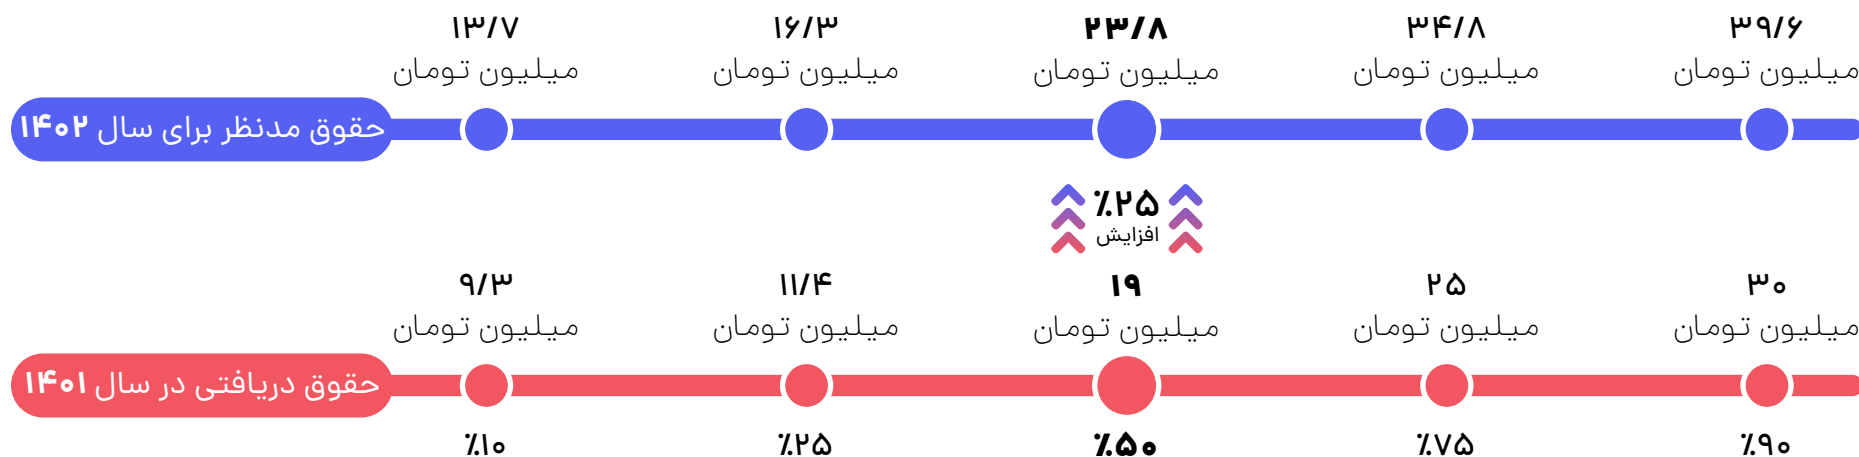 ۱۳/۷ ۱۶/۳ ۲۳/۸ ۳۴/۸ ۳۹/۶
میلیون تومان میلیون تومان میلیون تومان میلیون تومان میلیون تومان
حقوق مدنظر برای سال ۱۴۰۲
٪۲۵
افزایش
۹/۳ ۱۱/۴ ۱۹ ۲۵ ۳۰
میلیون تومان میلیون تومان میلیون تومان میلیون تومان میلیون تومان
حقوق دریافتی در سال ۱۴۰۱
٪۱۰ ٪۲۵ ٪۵۰ ٪۷۵ ٪۹۰